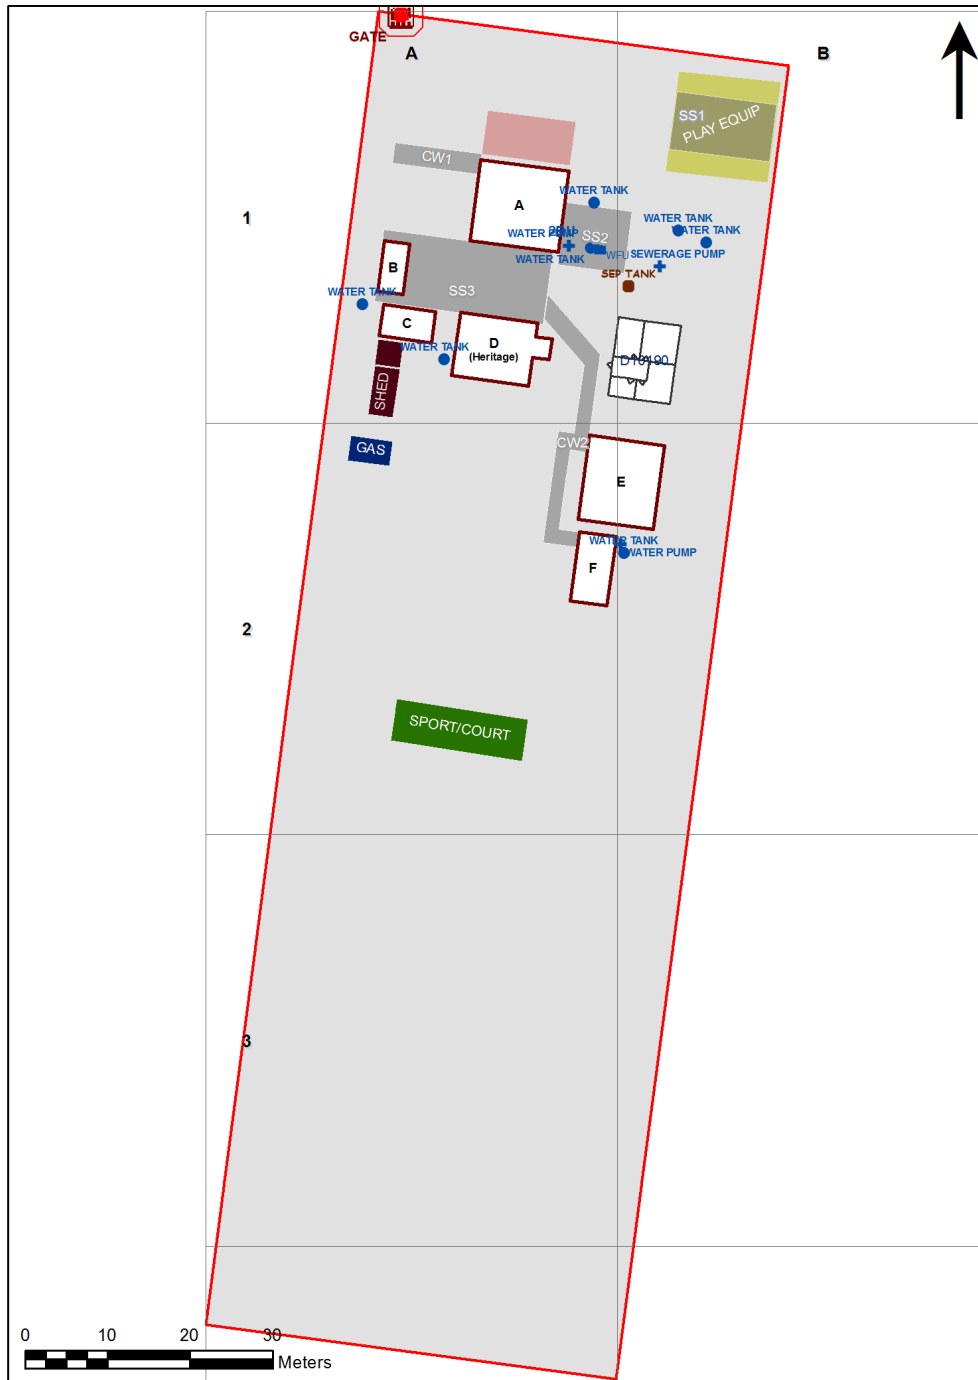 GATE
A
B
SS1
PLAY EQUIP
CW1
A
WATER TANK
1
WATER TANK
WATER TANK
WATER PUMP
SS2
WFU
SEWERAGE PUMP
WATER TANK
B
SEP TANK
WATER TANK
SS3
C
D
(Heritage)
WATER TANK
SHED
GAS
CW2
E
WATER TANK
WATER PUMP
F
2
SPORT/COURT
3
0 10 20 30
Meters